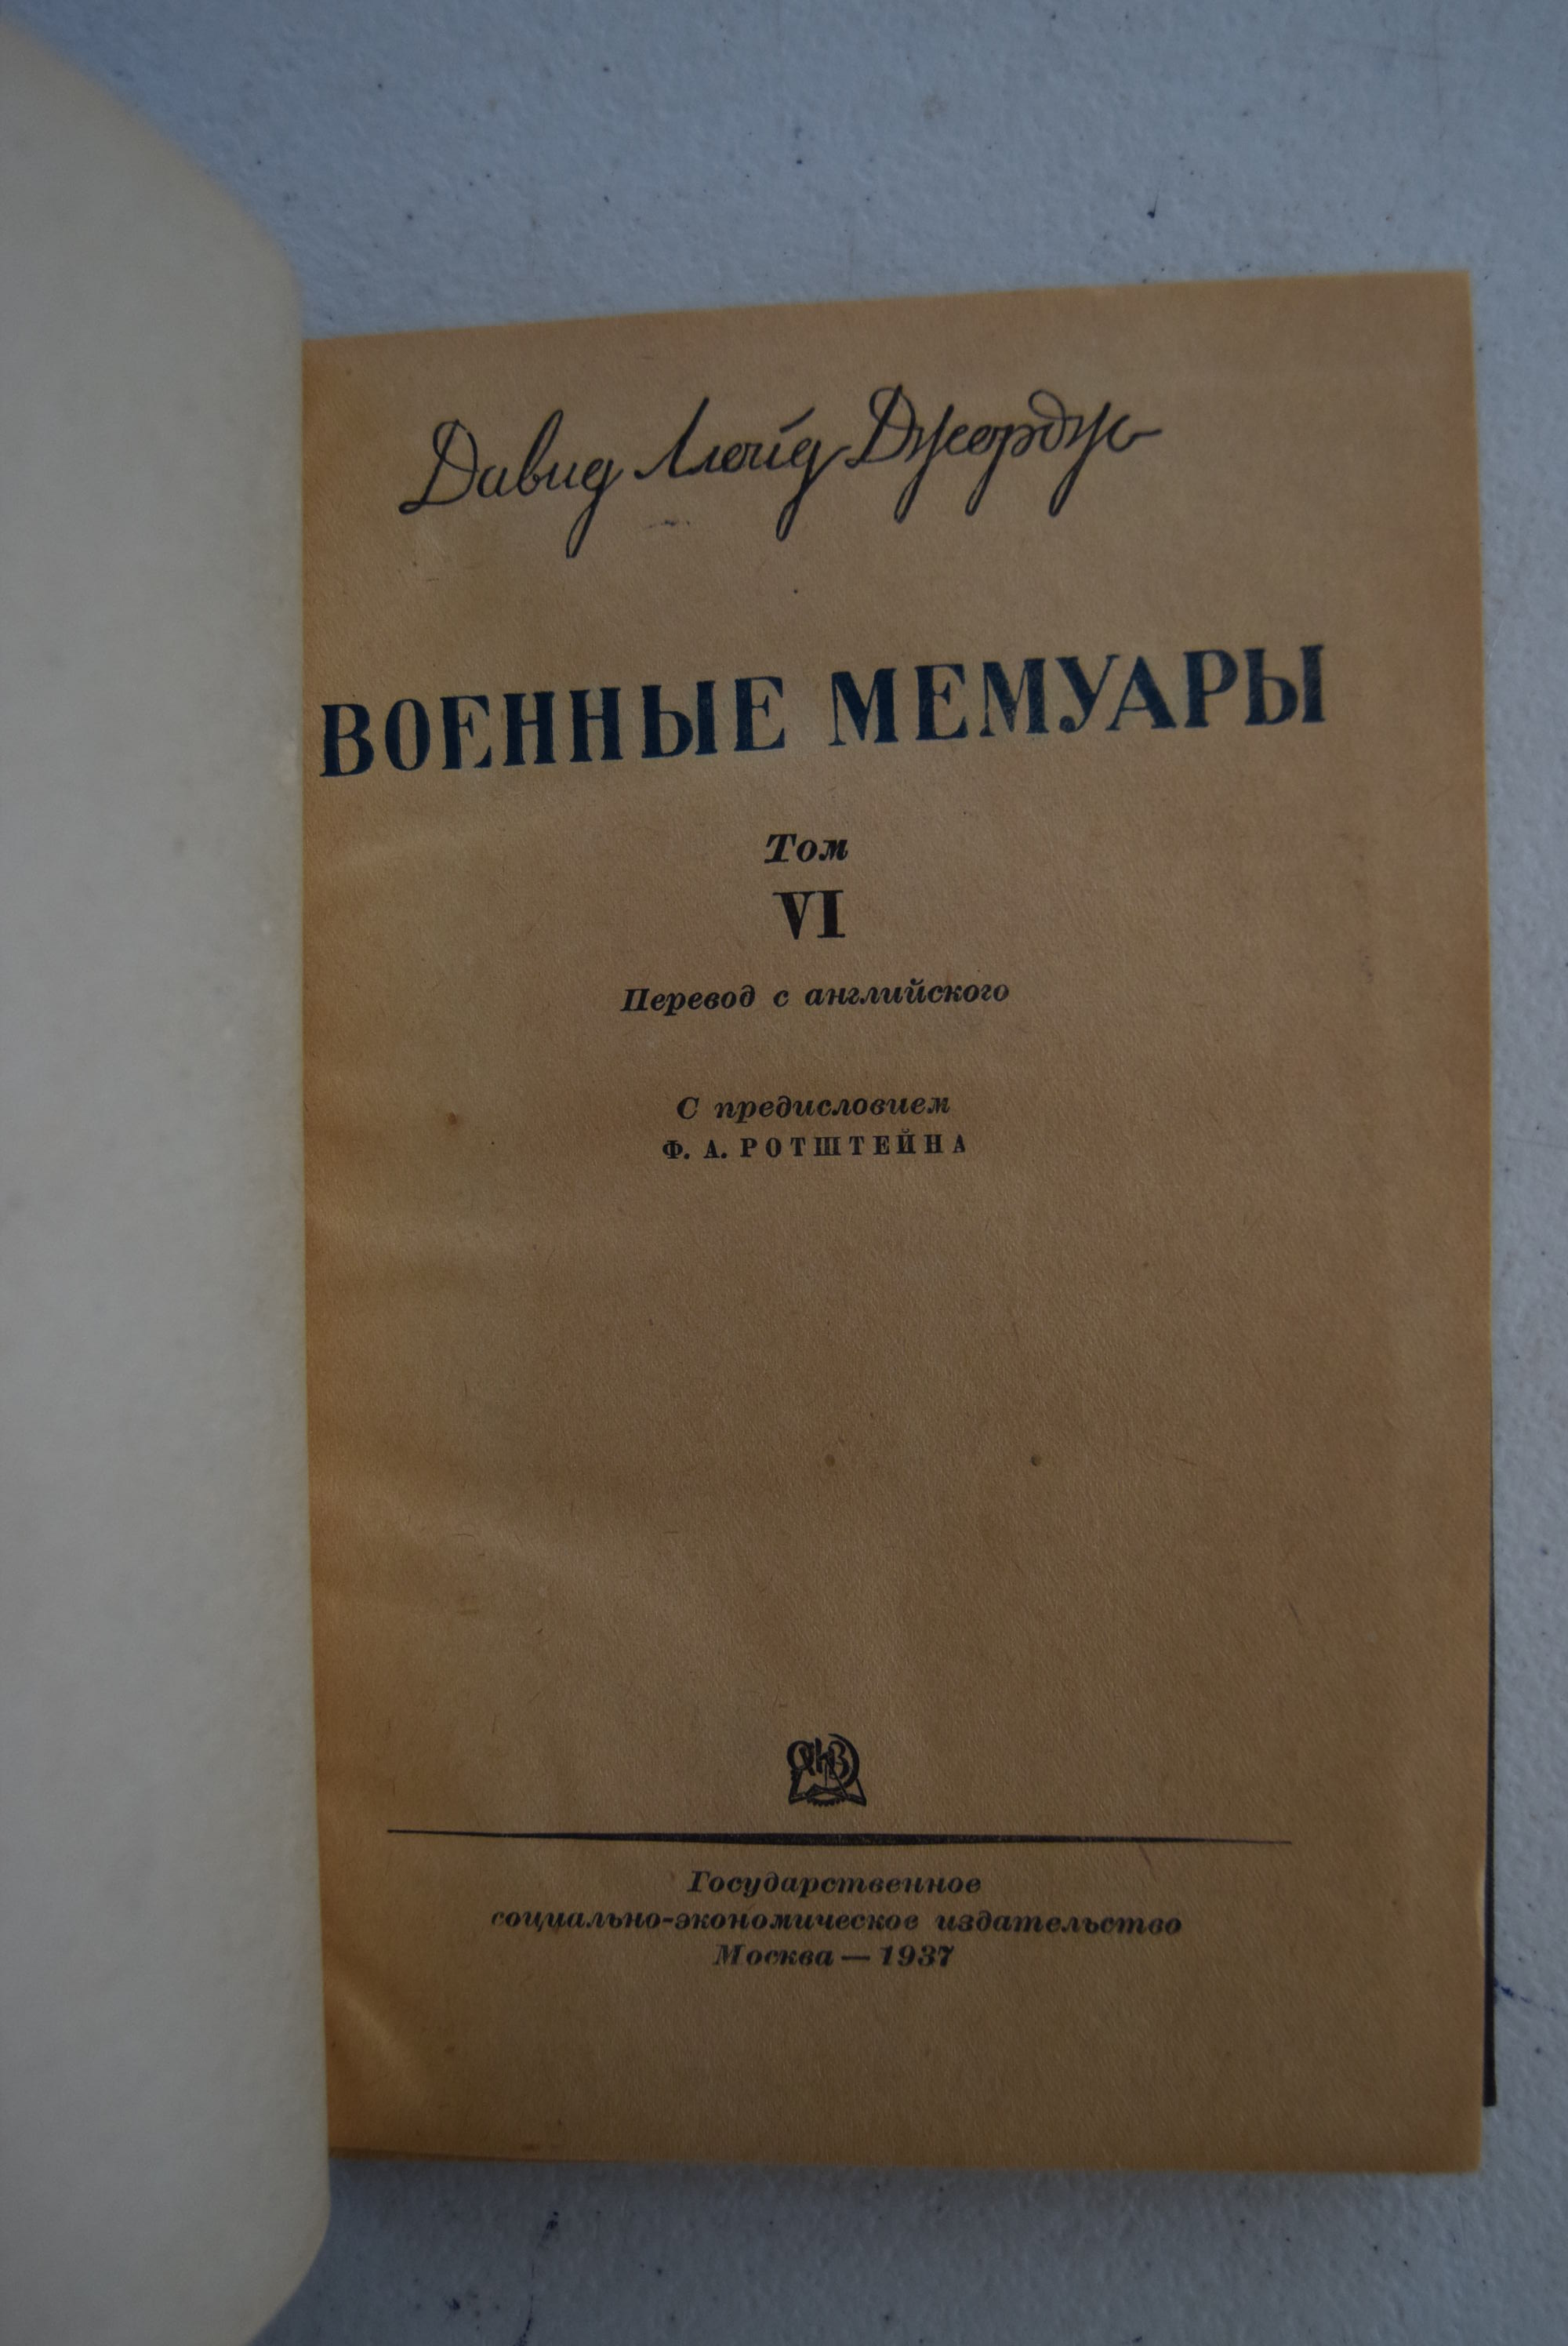 Давид Ллойд Джордж
ВОЕННЫЕ МЕМУАРЫ
Том
VI
Перевод с английского
С предисловием
Ф. А. РОТШТЕЙНА
Государственное
социально-экономическое издательство
Москва — 1937